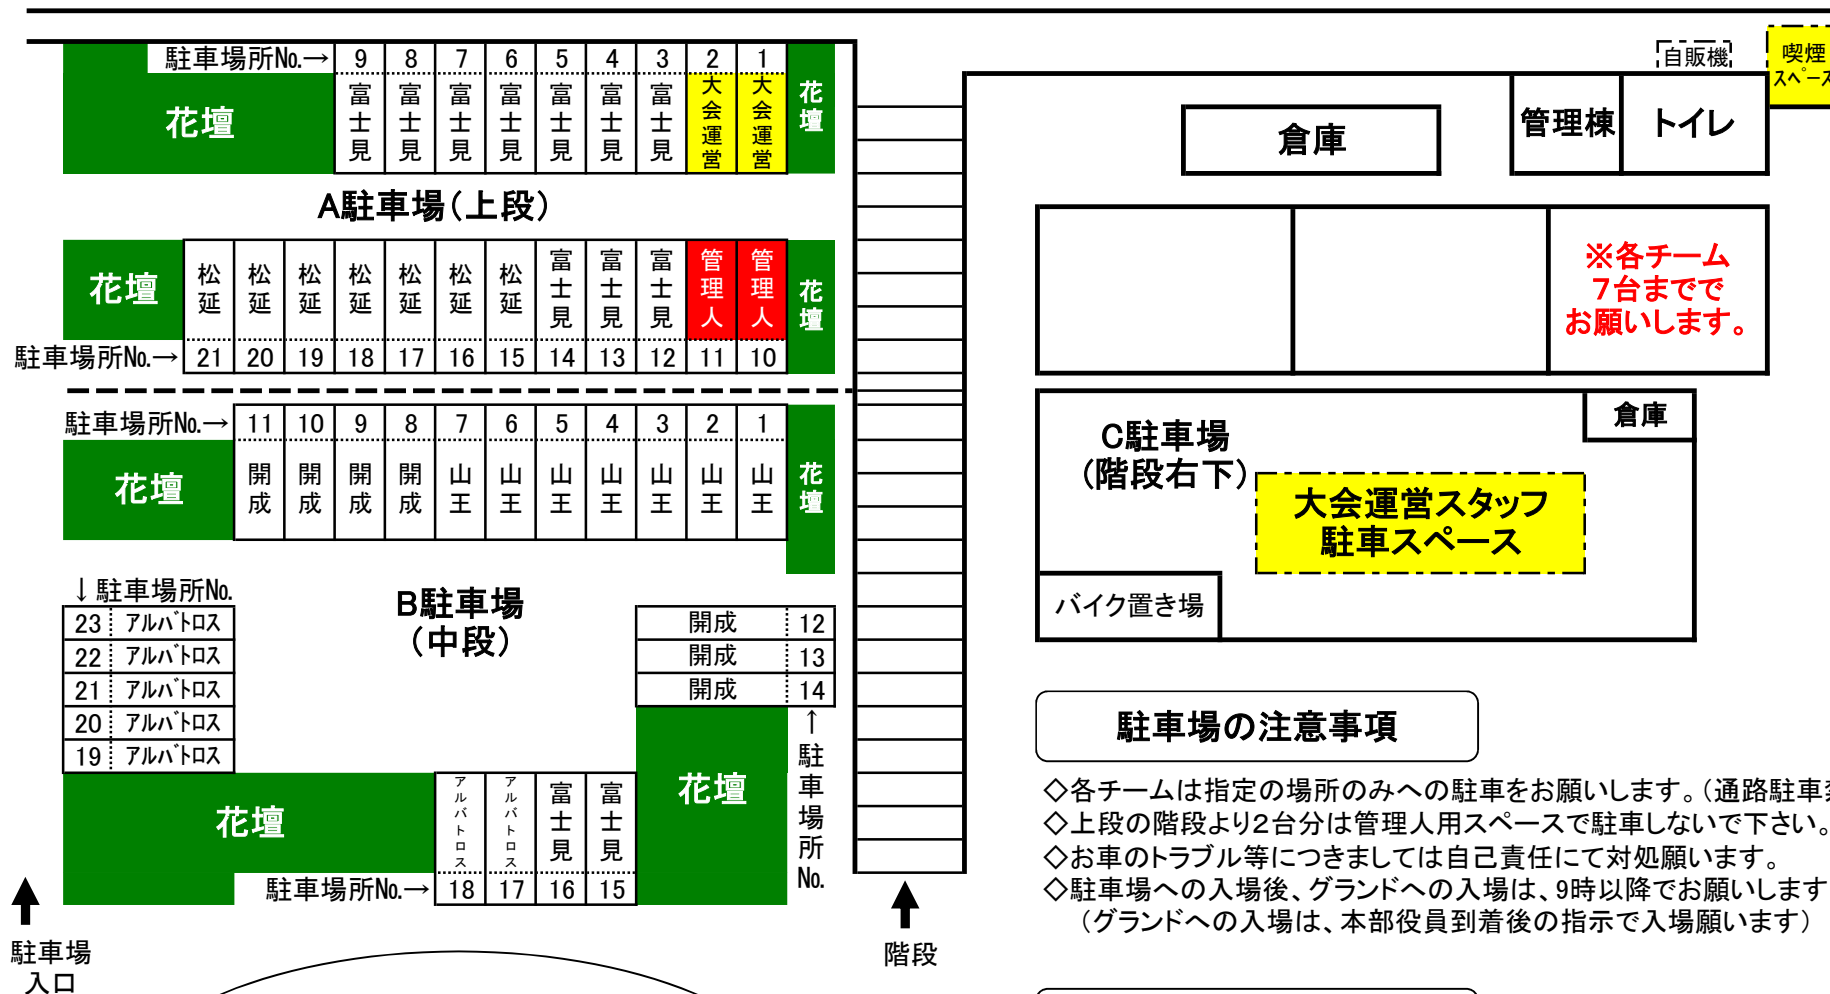 自販機
喫煙
ｽﾍﾟｰｽ
駐車場所№→ 9 8 7 6 5 4 3 2 1
花壇 富士見 富士見 富士見 富士見 富士見 富士見 富士見 大会運営 大会運営 花壇
倉庫 管理棟 トイレ
A駐車場（上段）
花壇 松延 松延 松延 松延 松延 松延 松延 富士見 富士見 富士見 管理人 管理人 花壇
駐車場所№→ 21 20 19 18 17 16 15 14 13 12 11 10
※各チーム
7台までで
お願いします。
駐車場所№→ 11 10 9 8 7 6 5 4 3 2 1
花壇 開成 開成 開成 開成 山王 山王 山王 山王 山王 山王 山王 花壇
C駐車場
（階段右下）
倉庫
大会運営スタッフ
駐車スペース
バイク置き場
↓駐車場所№
B駐車場
（中段）
23 ｱﾙﾊﾞﾄﾛｽ
22 ｱﾙﾊﾞﾄﾛｽ
21 ｱﾙﾊﾞﾄﾛｽ
20 ｱﾙﾊﾞﾄﾛｽ
19 ｱﾙﾊﾞﾄﾛｽ
開成 12
開成 13
開成 14
↑駐車場所№
花壇 アルバトロス アルバトロス 富士見 富士見 花壇
駐車場所№→ 18 17 16 15
駐車場
入口
階段
駐車場の注意事項
◇各チームは指定の場所のみへの駐車をお願いします。（通路駐車
◇上段の階段より2台分は管理人用スペースで駐車しないで下さい。
◇お車のトラブル等につきましては自己責任にて対処願います。
◇駐車場への入場後、グランドへの入場は、9時以降でお願いします
（グランドへの入場は、本部役員到着後の指示で入場願います）